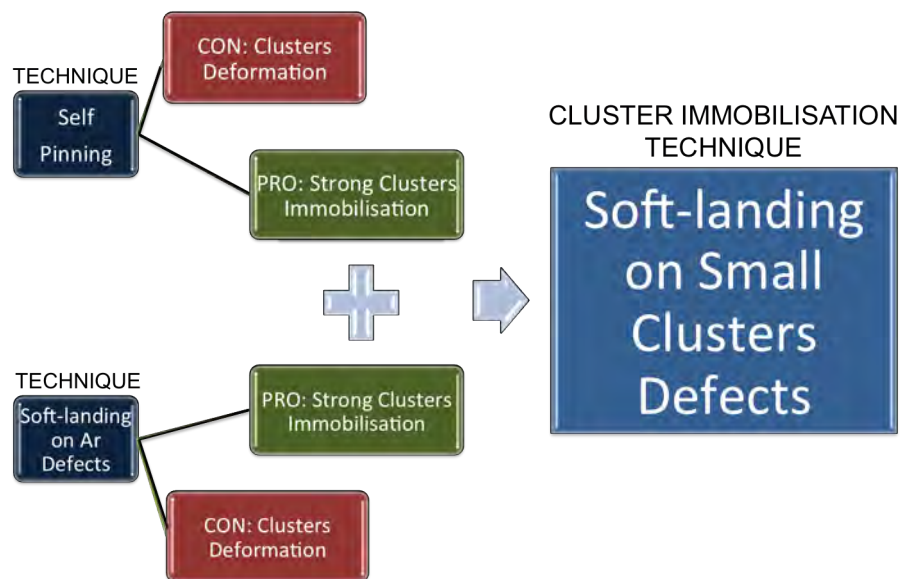 TECHNIQUE
Self
Pinning
CON: Clusters
Deformation
PRO: Strong Clusters
Immobilisation
TECHNIQUE
Soft-landing
on Ar
Defects
PRO: Strong Clusters
Immobilisation
CON: Clusters
Deformation
CLUSTER IMMOBILISATION
TECHNIQUE
Soft-landing
on Small
Clusters
Defects